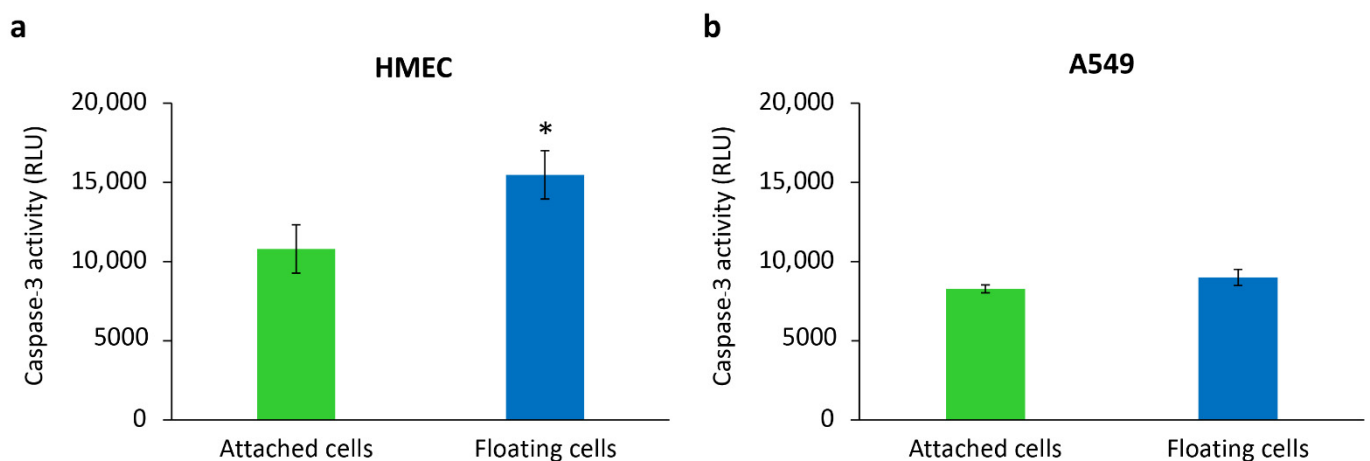 a
HMEC
Caspase-3 activity (RLU)
20,000
15,000
10,000
5000
0
*
Attached cells
Floating cells
b
A549
Caspase-3 activity (RLU)
20,000
15,000
10,000
5000
0
Attached cells
Floating cells